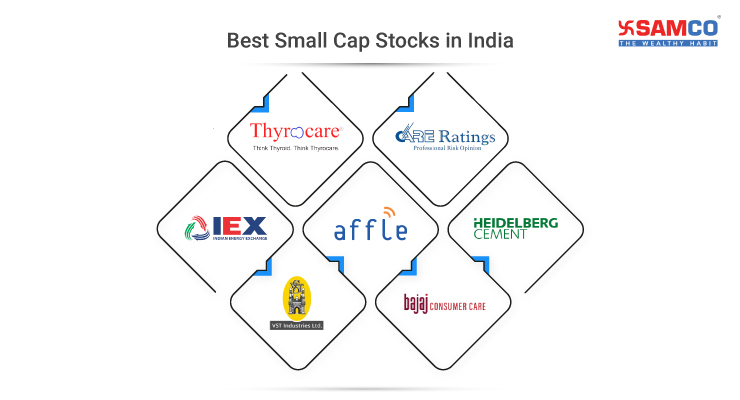 Best Small Cap Stocks in India
SAMCO®
THE WEALTHY HABIT
Thyrocare
Think Thyroid. Think Thyrocare.
CARE Ratings
Professional Risk Opinion
IEX
INDIAN ENERGY EXCHANGE
affle
HEIDELBERG
CEMENT
VST Industries Ltd.
bajaj CONSUMER CARE